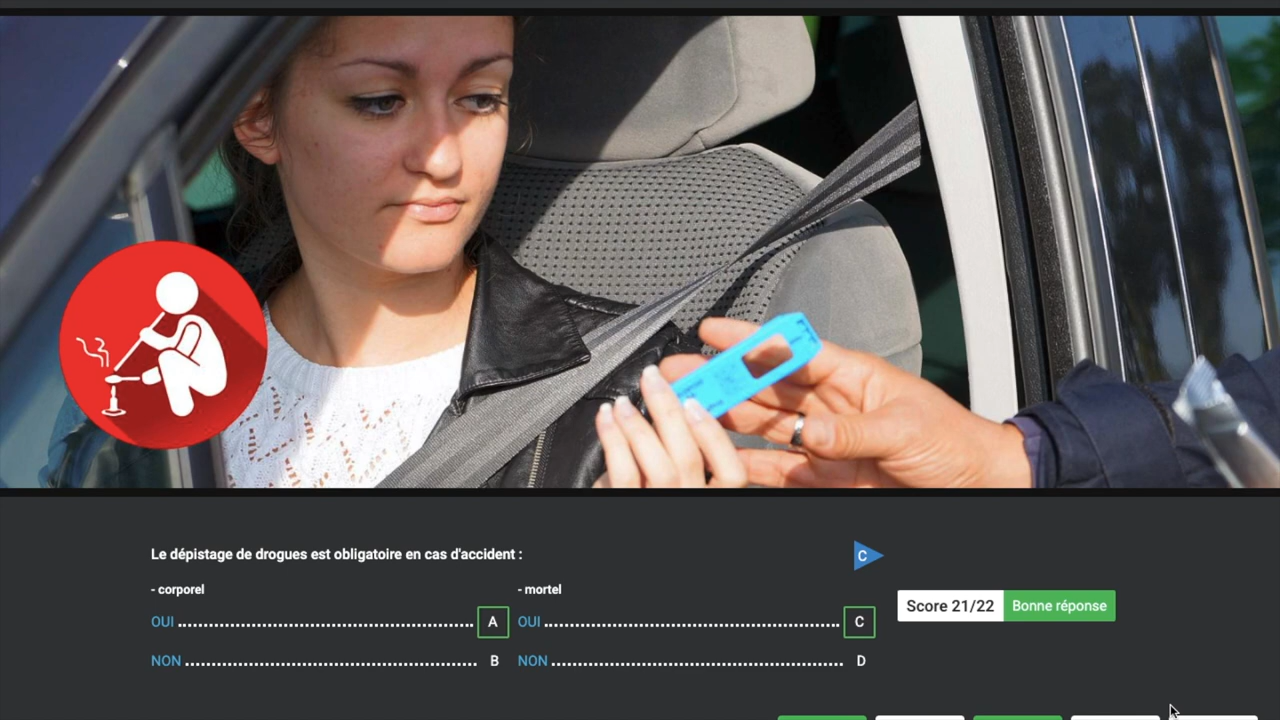 Le dépistage de drogues est obligatoire en cas d'accident :
C
- corporel
- mortel
OUI A
OUI C
NON B
NON D
Score 21/22 Bonne réponse